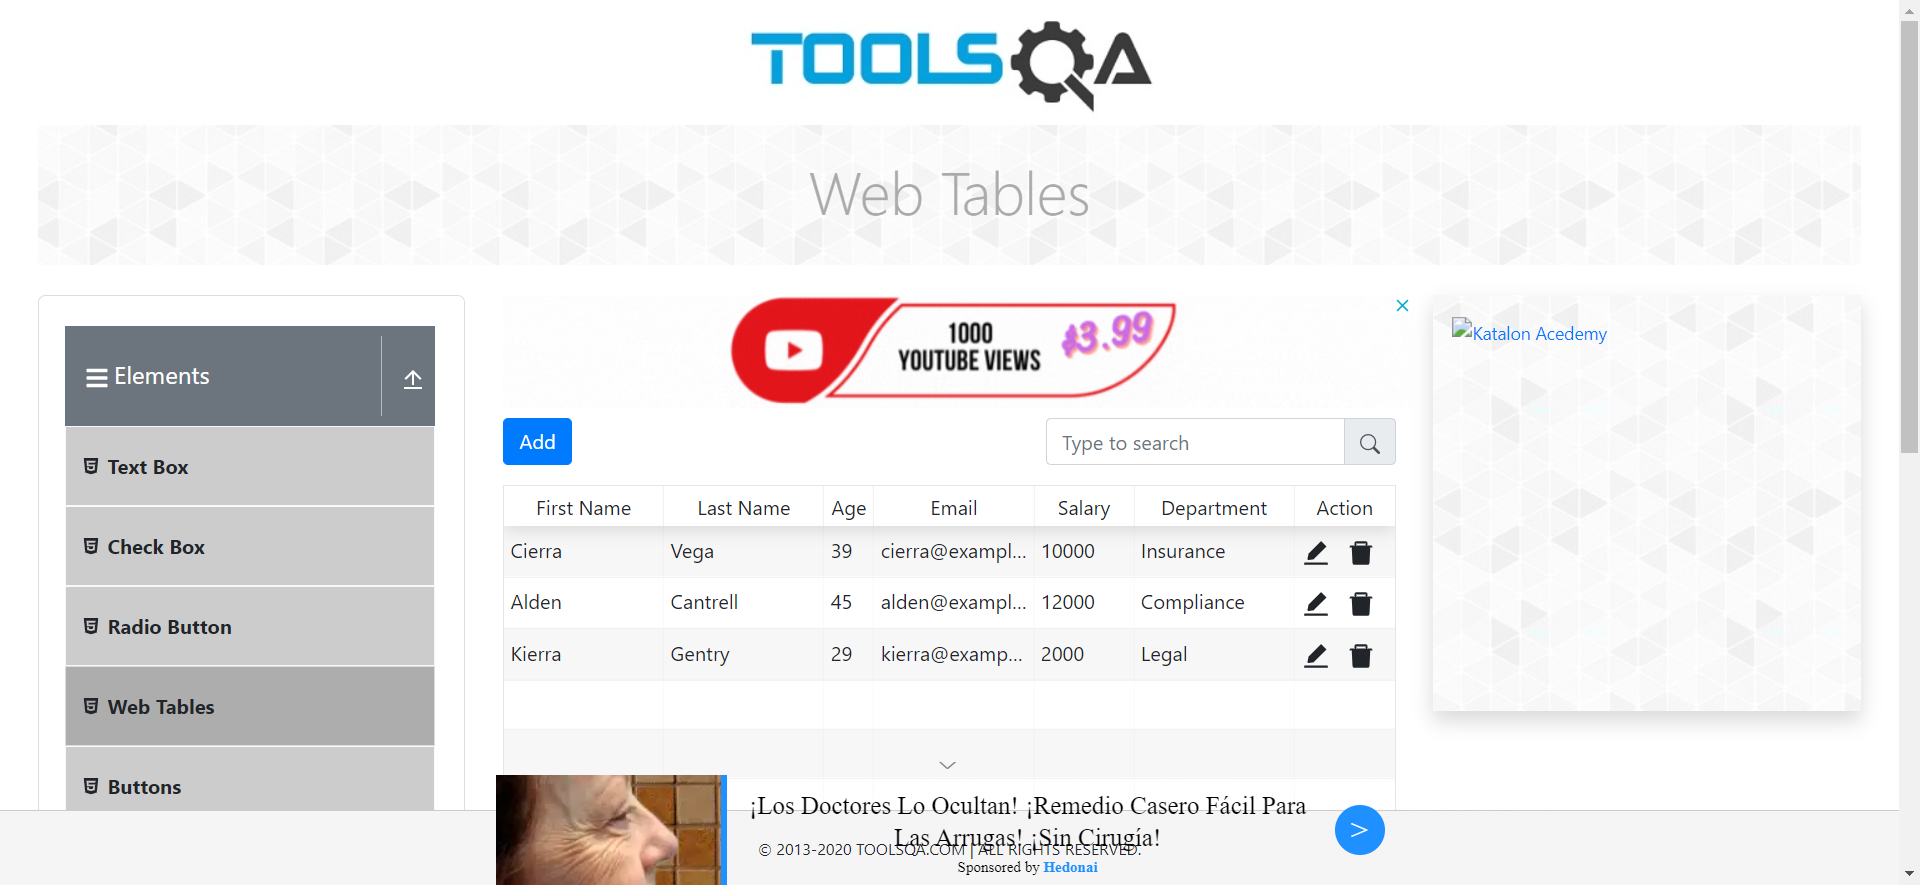 TOOLSQA
Web Tables
Elements
Text Box
Check Box
Radio Button
Web Tables
Buttons
1000
YOUTUBE VIEWS
$3.99
Add
Type to search
First Name Last Name Age Email Salary Department Action
Cierra Vega 39 cierra@exampl... 10000 Insurance
Alden Cantrell 45 alden@exampl... 12000 Compliance
Kierra Gentry 29 kierra@examp... 2000 Legal
Katalon Acedemy
¡Los Doctores Lo Ocultan! ¡Remedio Casero Fácil Para
Las Arrugas! ¡Sin Cirugía!
© 2013-2020 TOOLSQA.COM | ALL RIGHTS RESERVED.
Sponsored by Hedonai